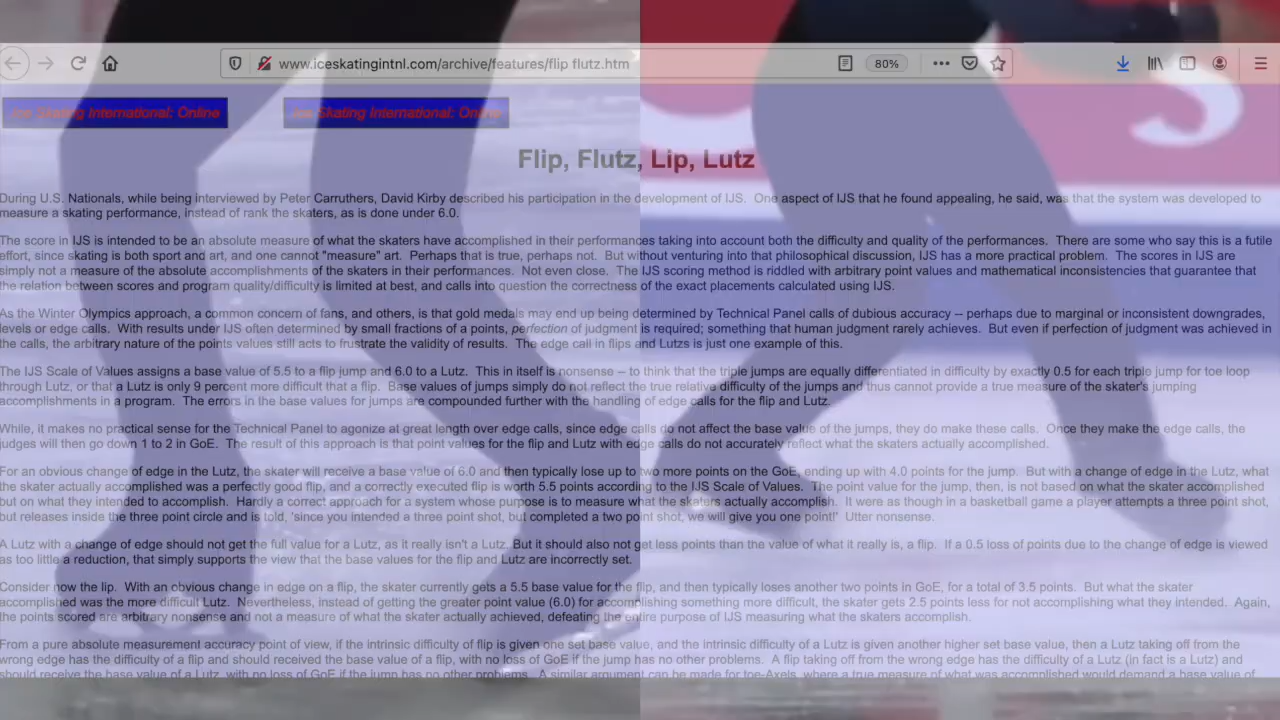 www.iceskatingintnl.com/archive/features/flip flutz.htm
80%
Ice Skating International: Online Ice Skating International: Online
Flip, Flutz, Lip, Lutz
During U.S. Nationals, while being interviewed by Peter Carruthers, David Kirby described his participation in the development of IJS. One aspect of IJS that he found appealing, he said, was that the system was developed to
measure a skating performance, instead of rank the skaters, as is done under 6.0.
The score in IJS is intended to be an absolute measure of what the skaters have accomplished in their performances taking into account both the difficulty and quality of the performances. There are some who say this is a futile
effort, since skating is both sport and art, and one cannot "measure" art. Perhaps that is true, perhaps not. But without venturing into that philosophical discussion, IJS has a more practical problem. The scores in IJS are
simply not a measure of the absolute accomplishments of the skaters in their performances. Not even close. The IJS scoring method is riddled with arbitrary point values and mathematical inconsistencies that guarantee that
the relation between scores and program quality/difficulty is limited at best, and calls into question the correctness of the exact placements calculated using IJS.
As the Winter Olympics approach, a common concern of fans, and others, is that gold medals may end up being determined by Technical Panel calls of dubious accuracy -- perhaps due to marginal or inconsistent downgrades,
levels or edge calls. With results under IJS often determined by small fractions of a points, perfection of judgment is required; something that human judgment rarely achieves. But even if perfection of judgment was achieved in
the calls, the arbitrary nature of the points values still acts to frustrate the validity of results. The edge call in flips and Lutzs is just one example of this.
The IJS Scale of Values assigns a base value of 5.5 to a flip jump and 6.0 to a Lutz. This in itself is nonsense -- to think that the triple jumps are equally differentiated in difficulty by exactly 0.5 for each triple jump for toe loop
through Lutz, or that a Lutz is only 9 percent more difficult that a flip. Base values of jumps simply do not reflect the true relative difficulty of the jumps and thus cannot provide a true measure of the skater's jumping
accomplishments in a program. The errors in the base values for jumps are compounded further with the handling of edge calls for the flip and Lutz.
While, it makes no practical sense for the Technical Panel to agonize at great length over edge calls, since edge calls do not affect the base value of the jumps, they do make these calls. Once they make the edge calls, the
judges will then go down 1 to 2 in GoE. The result of this approach is that point values for the flip and Lutz with edge calls do not accurately reflect what the skaters actually accomplished.
For an obvious change of edge in the Lutz, the skater will receive a base value of 6.0 and then typically lose up to two more points on the GoE, ending up with 4.0 points for the jump. But with a change of edge in the Lutz, what
the skater actually accomplished was a perfectly good flip, and a correctly executed flip is worth 5.5 points according to the IJS Scale of Values. The point value for the jump, then, is not based on what the skater accomplished
but on what they intended to accomplish. Hardly a correct approach for a system whose purpose is to measure what the skaters actually accomplish. It were as though in a basketball game a player attempts a three point shot,
but releases inside the three point circle and is told, 'since you intended a three point shot, but completed a two point shot, we will give you one point!' Utter nonsense.
A Lutz with a change of edge should not get the full value for a Lutz, as it really isn't a Lutz. But it should also not get less points than the value of what it really is, a flip. If a 0.5 loss of points due to the change of edge is viewed
as too little a reduction, that simply supports the view that the base values for the flip and Lutz are incorrectly set.
Consider now the lip. With an obvious change in edge on a flip, the skater currently gets a 5.5 base value for the flip, and then typically loses another two points in GoE, for a total of 3.5 points. But what the skater
accomplished was the more difficult Lutz. Nevertheless, instead of getting the greater point value (6.0) for accomplishing something more difficult, the skater gets 2.5 points less for not accomplishing what they intended. Again,
the points scored are arbitrary nonsense and not a measure of what the skater actually achieved, defeating the entire purpose of IJS measuring what the skaters accomplish.
From a pure absolute measurement accuracy point of view, if the intrinsic difficulty of flip is given one set base value, and the intrinsic difficulty of a Lutz is given another higher set base value, then a Lutz taking off from the
wrong edge has the difficulty of a flip and should received the base value of a flip, with no loss of GoE if the jump has no other problems. A flip taking off from the wrong edge has the difficulty of a Lutz (in fact is a Lutz) and
should receive the base value of a Lutz, with no loss of GoE if the jump has no other problems. A similar argument can be made for toe-Axels, where a true measure of what was accomplished would demand a base value of